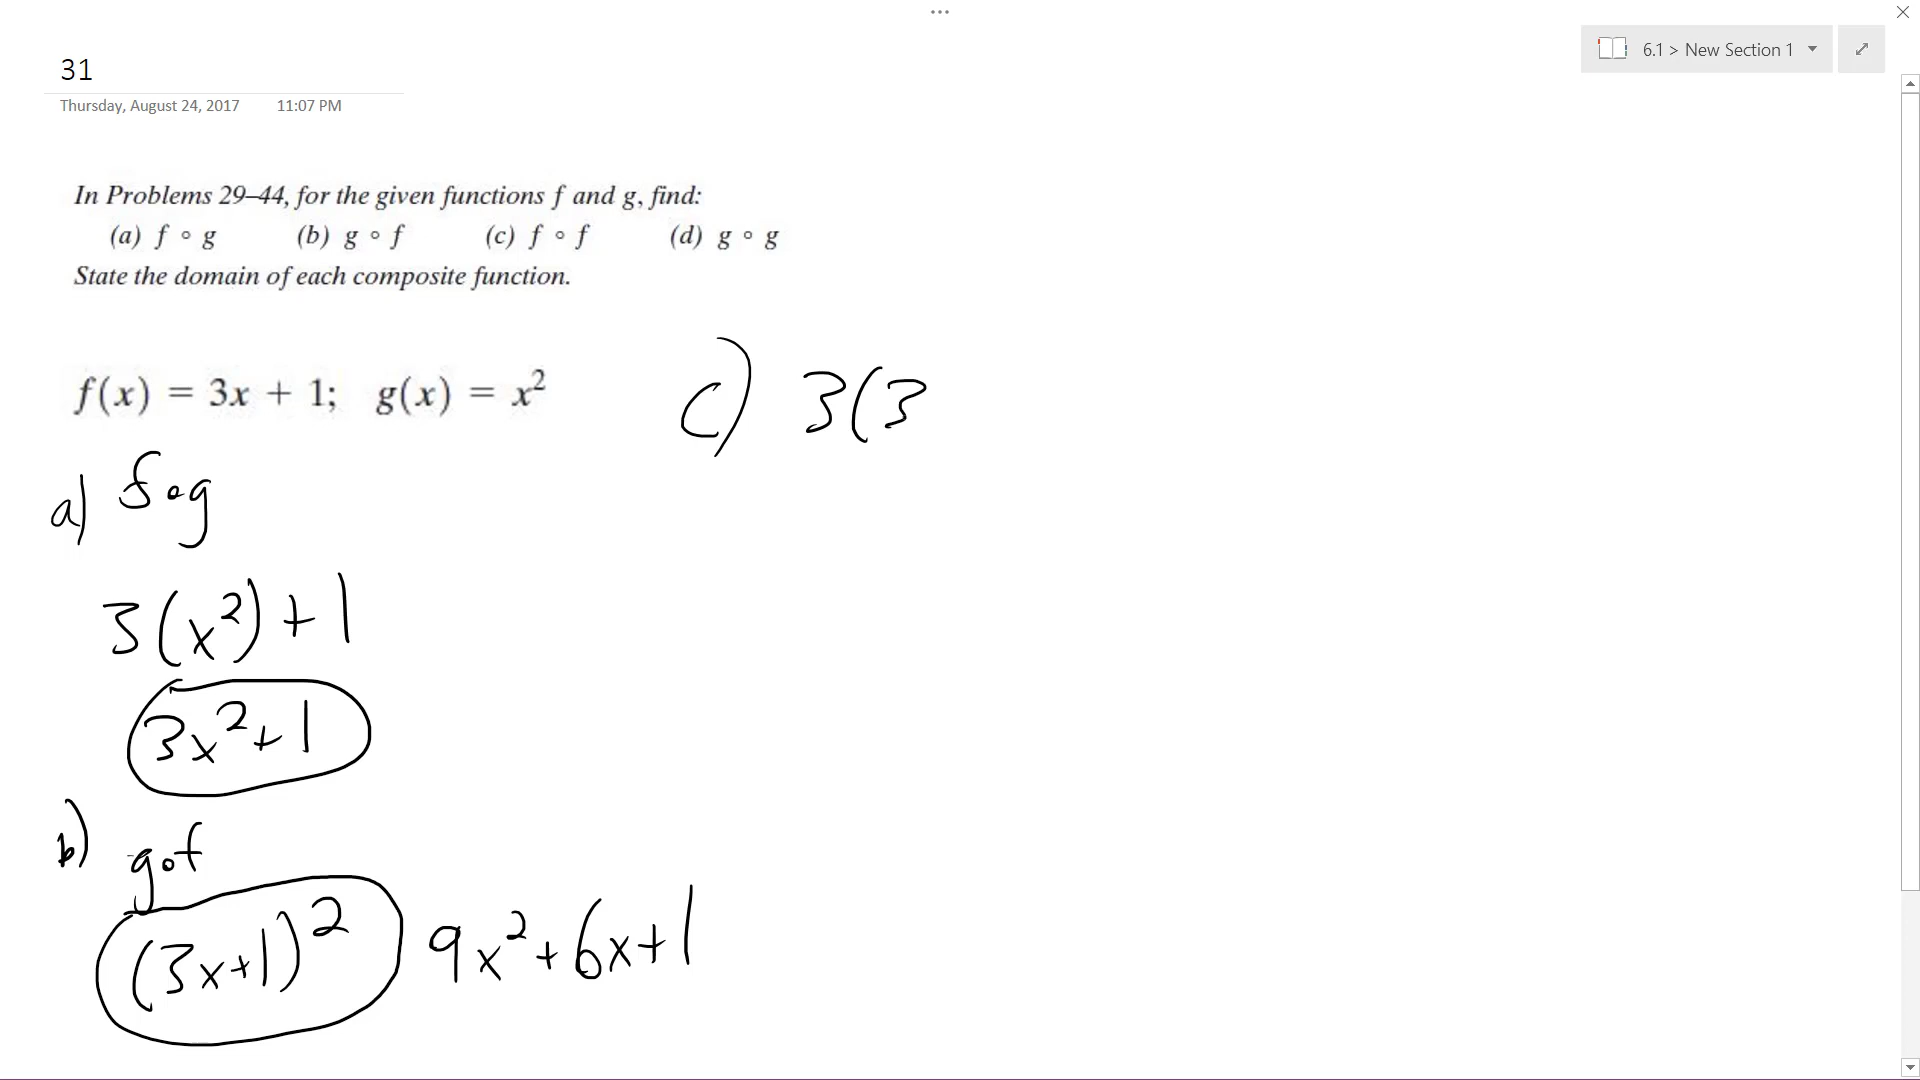 ...
6.1 > New Section 1
31
Thursday, August 24, 2017 11:07 PM
In Problems 29–44, for the given functions f and g, find:
(a) f ∘ g (b) g ∘ f (c) f ∘ f (d) g ∘ g
State the domain of each composite function.
f(x) = 3x + 1; g(x) = x²
a) f∘g
3(x²)+1
3x²+1
b) g∘f
(3x+1)² 9x²+6x+1
c) 3(3